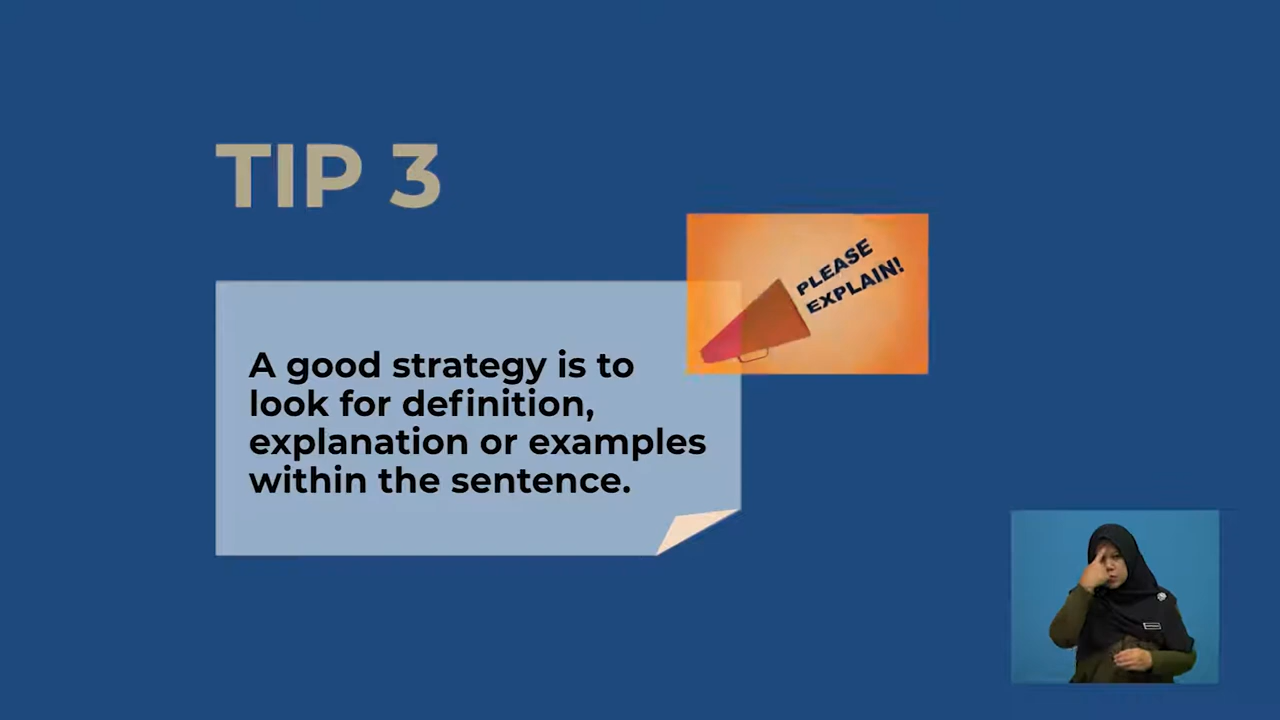 TIP 3
PLEASE
EXPLAIN!
A good strategy is to
look for definition,
explanation or examples
within the sentence.